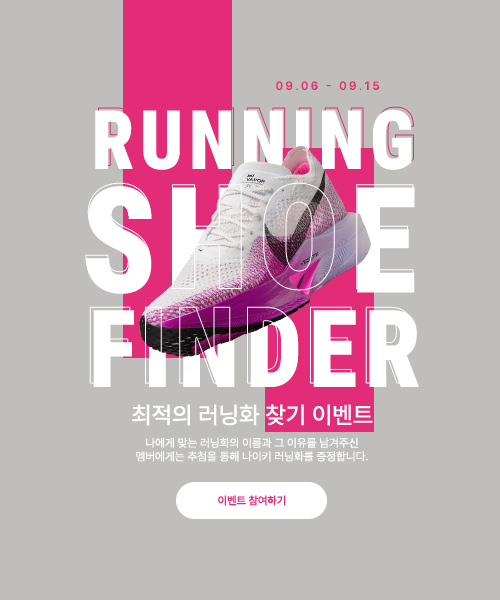 09.06 - 09.15
RUNNING
VAPOR
SHOE
FINDER
최적의 러닝화 찾기 이벤트
나에게 맞는 러닝화의 이름과 그 이유를 남겨주신
멤버에게는 추첨을 통해 나이키 러닝화를 증정합니다.
이벤트 참여하기